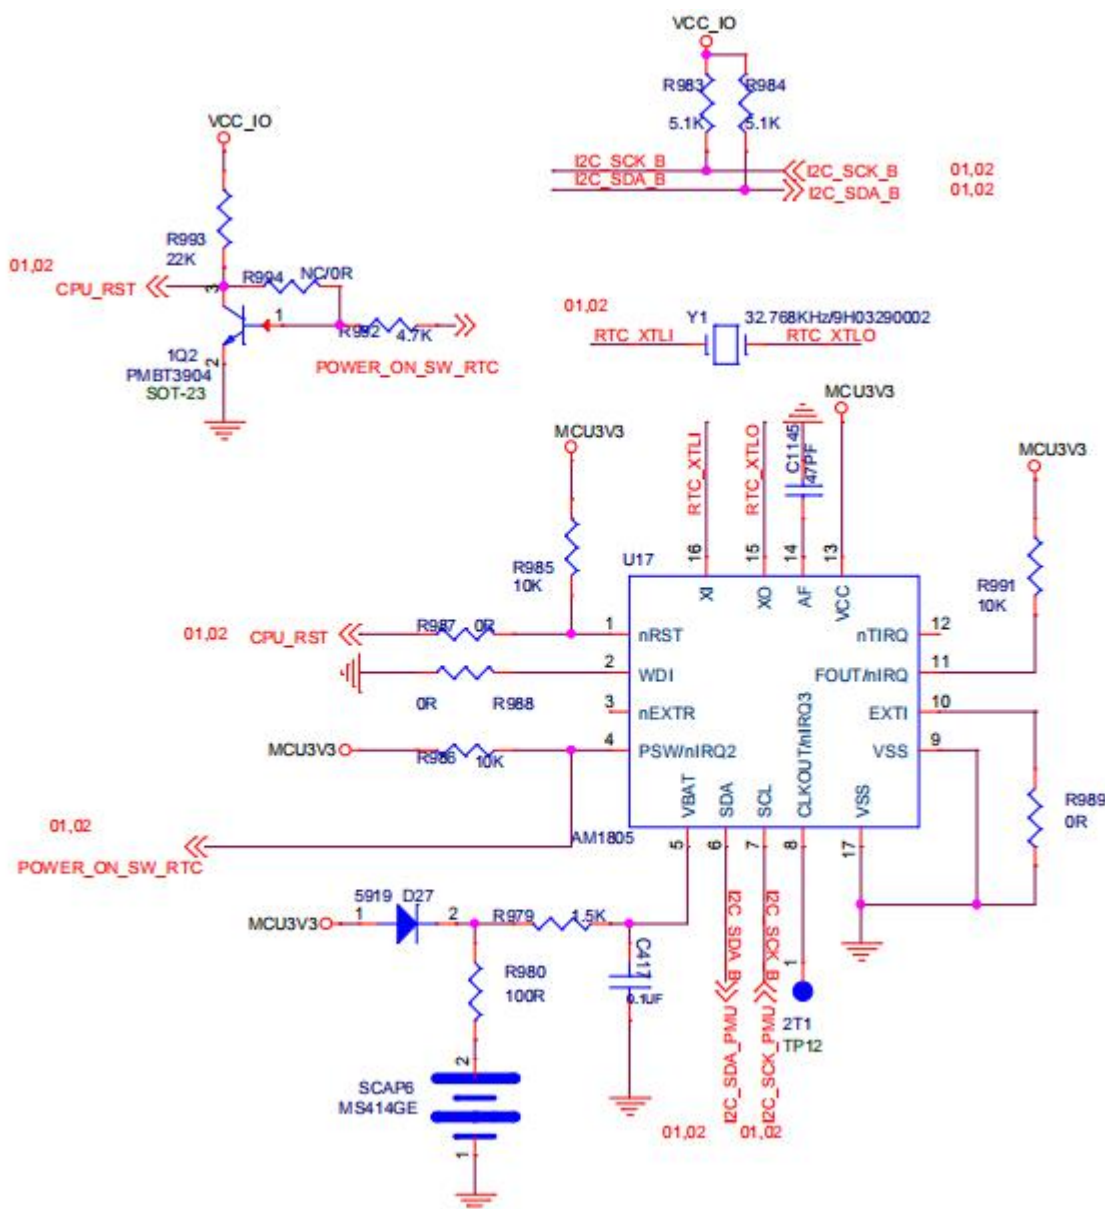 VCC_IO
R983
R984
5.1K
5.1K
I2C_SCK_B
I2C_SDA_B
I2C_SCK_B
I2C_SDA_B
01,02
01,02
VCC_IO
R993
22K
01,02
CPU_RST
3
R994
NC/0R
1
R992
4.7K
POWER_ON_SW_RTC
2
1Q2
PMBT3904
SOT-23
01,02
RTC_XTLI
Y1
32.768KHz/9H03290002
RTC_XTLO
MCU3V3
MCU3V3
MCU3V3
RTC_XTLI
RTC_XTLO
C1145
47PF
R985
10K
U17
16
15
14
13
XI
XO
AF
VCC
R991
10K
01,02
CPU_RST
R987
0R
1
nRST
nTIRQ
12
2
WDI
FOUT/nIRQ
11
0R
R988
3
nEXTR
EXTI
10
MCU3V3
R986
10K
4
PSW/nIRQ2
VSS
9
VBAT
SDA
SCL
CLKOUT/nIRQ3
VSS
R989
0R
AM1805
5
6
7
8
17
01,02
POWER_ON_SW_RTC
MCU3V3
1
5919
D27
2
R979
1.5K
C417
0.1UF
R980
100R
I2C_SDA_B
I2C_SCK_B
I2C_SDA_PMU
I2C_SCK_PMU
1
2T1
TP12
2
SCAP6
MS414GE
1
01,02
01,02